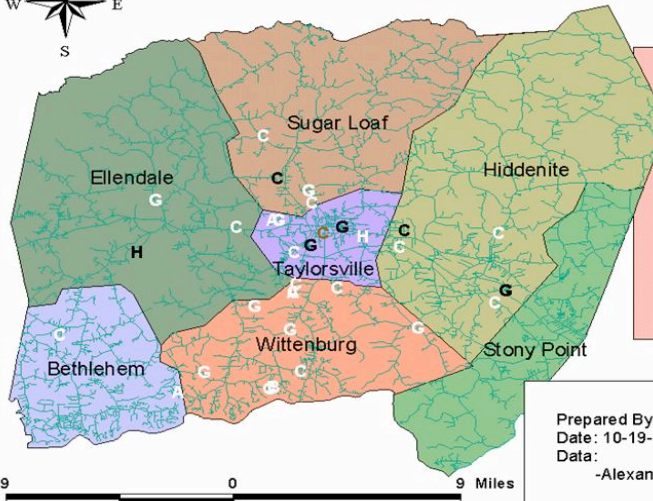 W E
S
Sugar Loaf
C
Ellendale
Hiddenite
C
G
G
C
A C
C
G
C
C
G
H
C
G
C
G
H
C
Taylorsville
G
C
A
C
G
C
G
C
G
Wittenburg
Stony Point
Bethlehem
G
C
B
A
Prepared By
Date: 10-19-
Data:
-Alexan
9 0 9 Miles